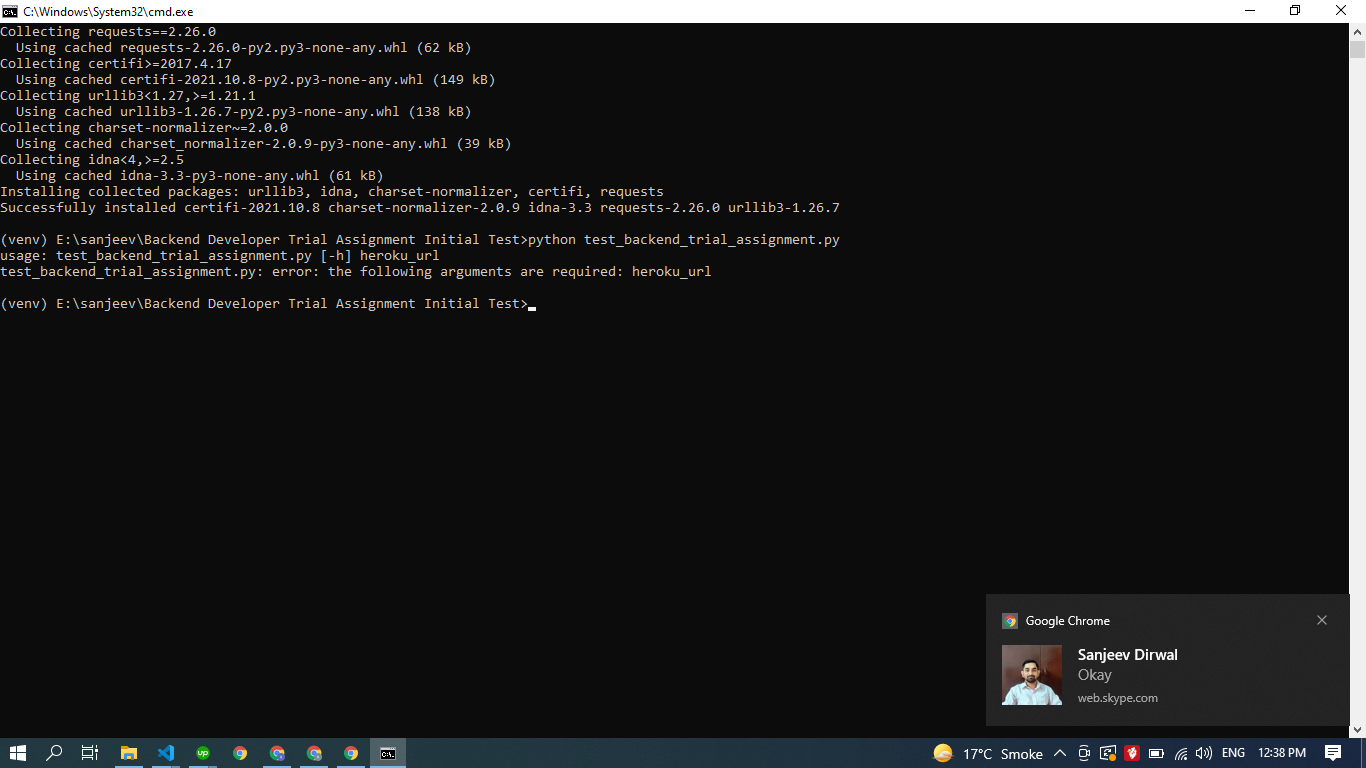 C:\Windows\System32\cmd.exe
Collecting requests==2.26.0
  Using cached requests-2.26.0-py2.py3-none-any.whl (62 kB)
Collecting certifi>=2017.4.17
  Using cached certifi-2021.10.8-py2.py3-none-any.whl (149 kB)
Collecting urllib3<1.27,>=1.21.1
  Using cached urllib3-1.26.7-py2.py3-none-any.whl (138 kB)
Collecting charset-normalizer~=2.0.0
  Using cached charset_normalizer-2.0.9-py3-none-any.whl (39 kB)
Collecting idna<4,>=2.5
  Using cached idna-3.3-py3-none-any.whl (61 kB)
Installing collected packages: urllib3, idna, charset-normalizer, certifi, requests
Successfully installed certifi-2021.10.8 charset-normalizer-2.0.9 idna-3.3 requests-2.26.0 urllib3-1.26.7
(venv) E:\sanjeev\Backend Developer Trial Assignment Initial Test>python test_backend_trial_assignment.py
usage: test_backend_trial_assignment.py [-h] heroku_url
test_backend_trial_assignment.py: error: the following arguments are required: heroku_url
(venv) E:\sanjeev\Backend Developer Trial Assignment Initial Test>
Google Chrome
Sanjeev Dirwal
Okay
web.skype.com
up
C:\.
17°C Smoke
ENG
12:38 PM